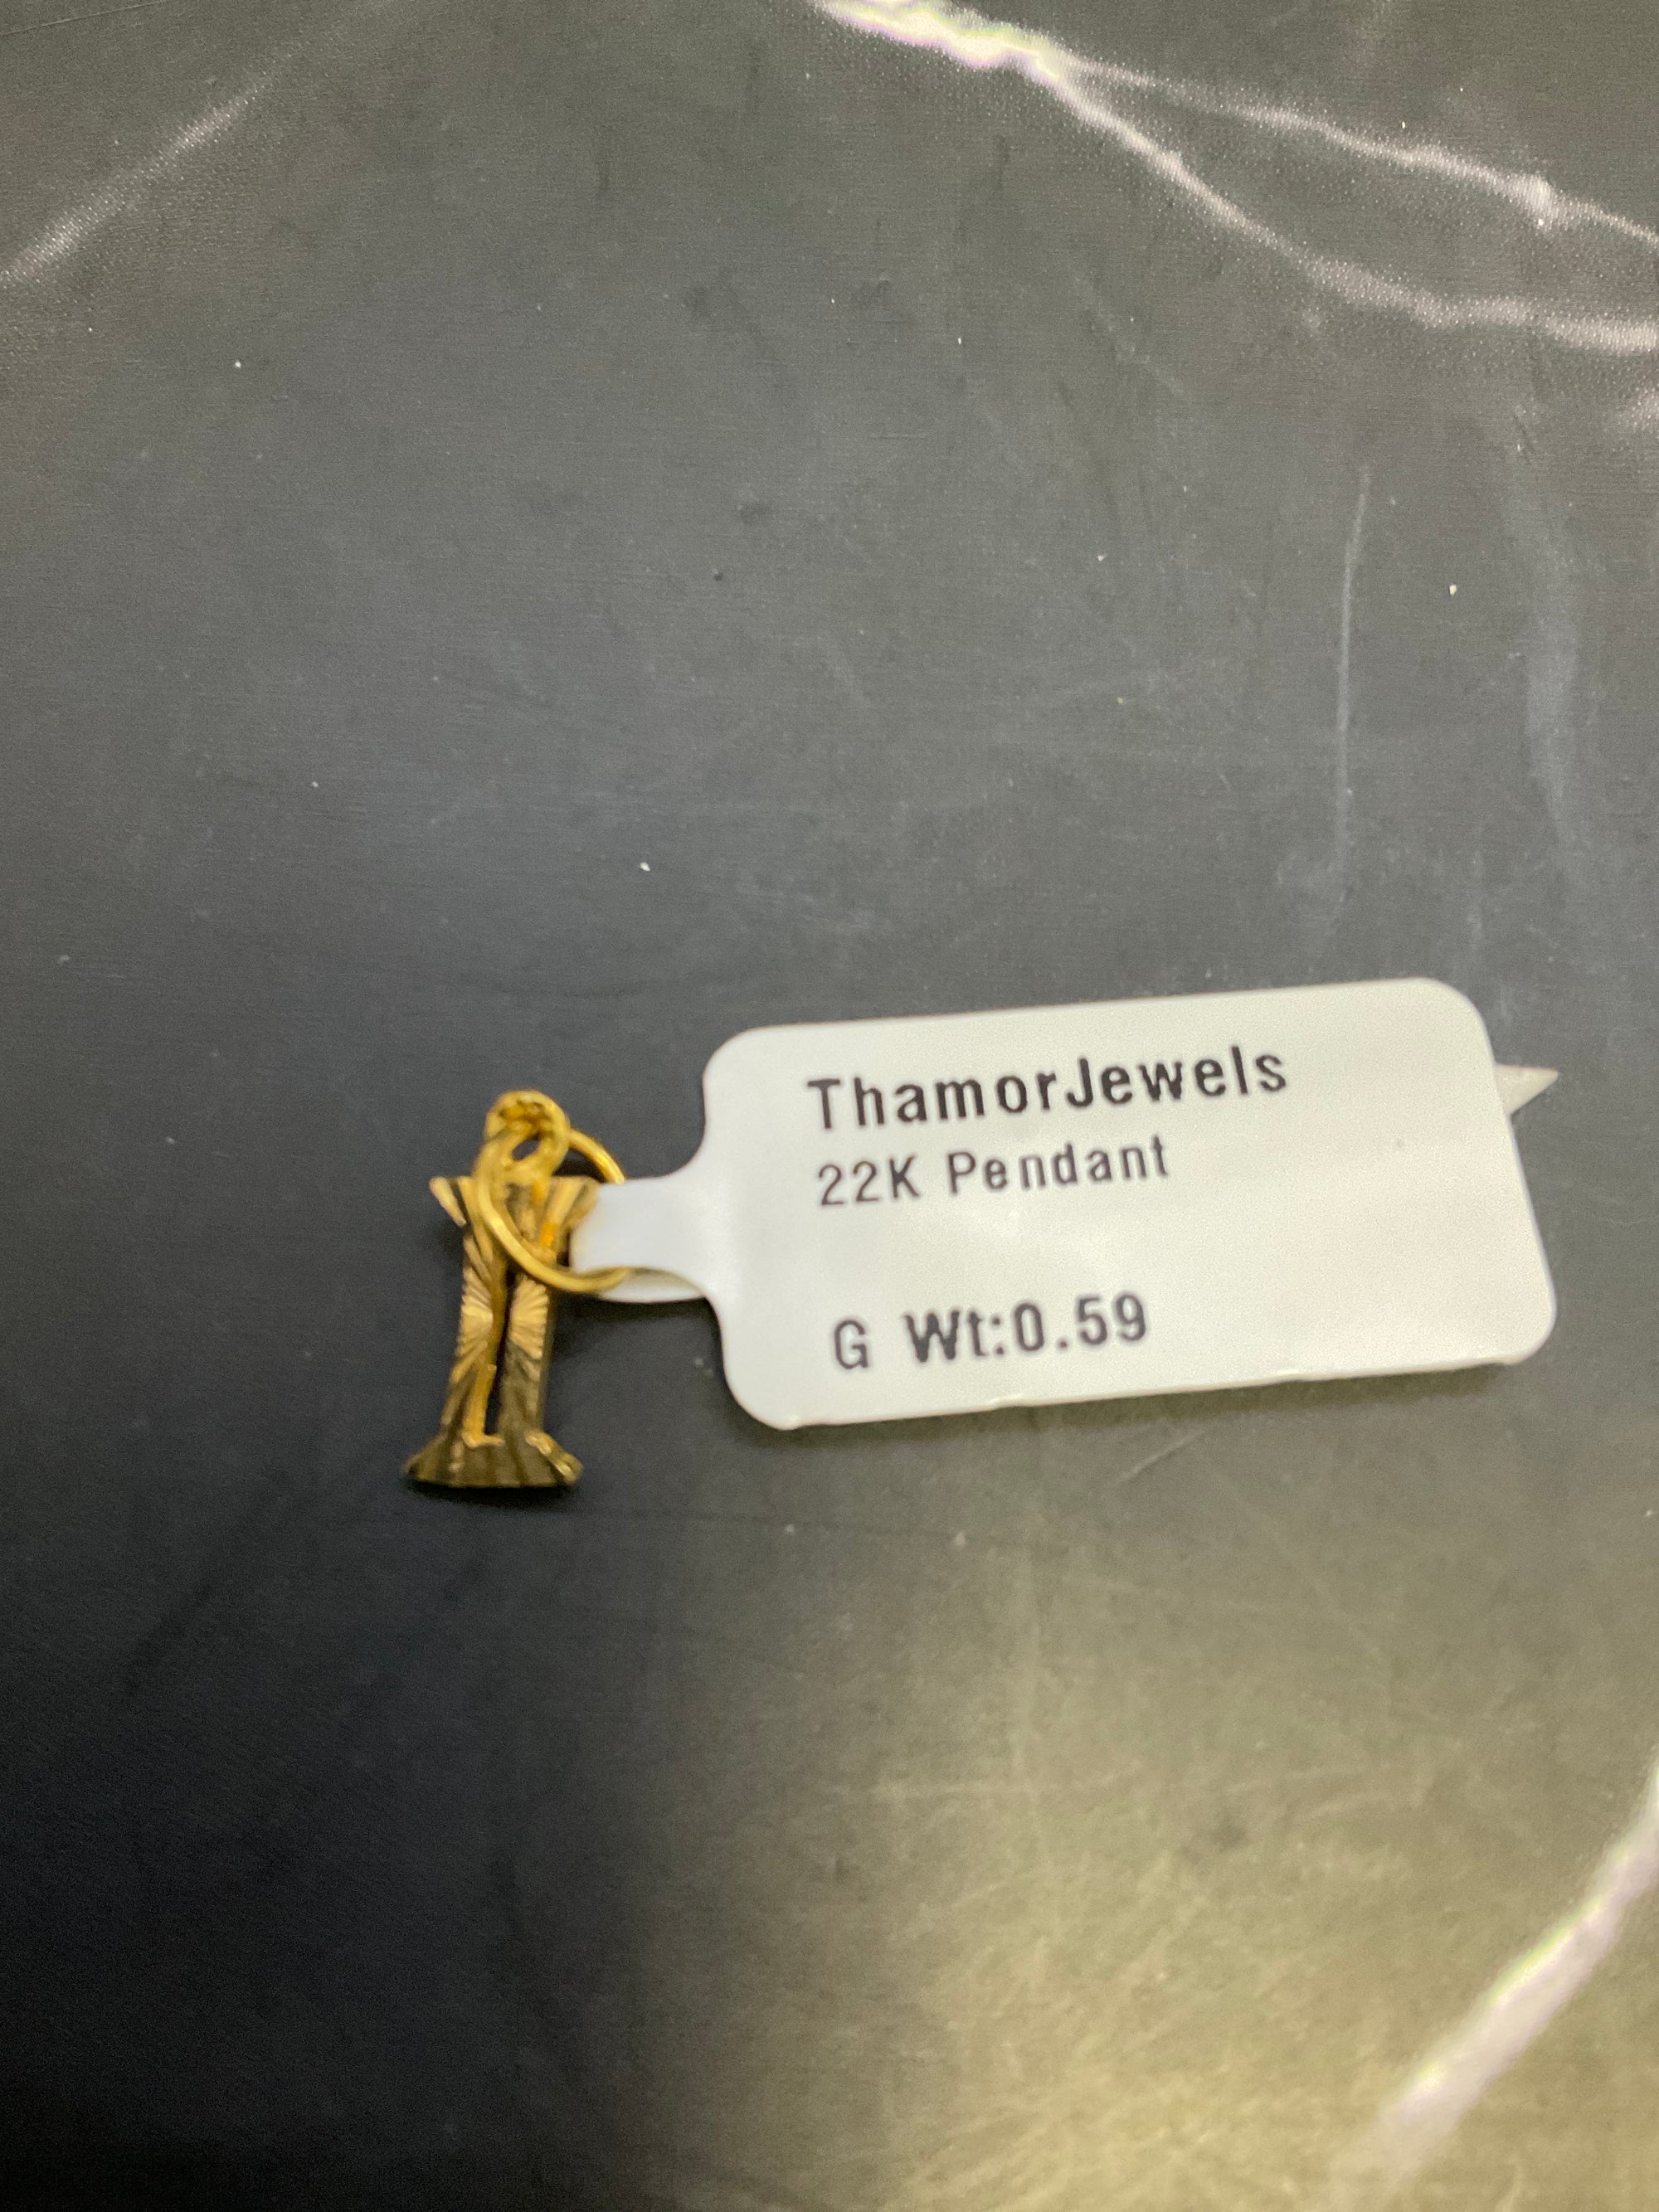 ThamorJewels
22K Pendant
G Wt:0.59